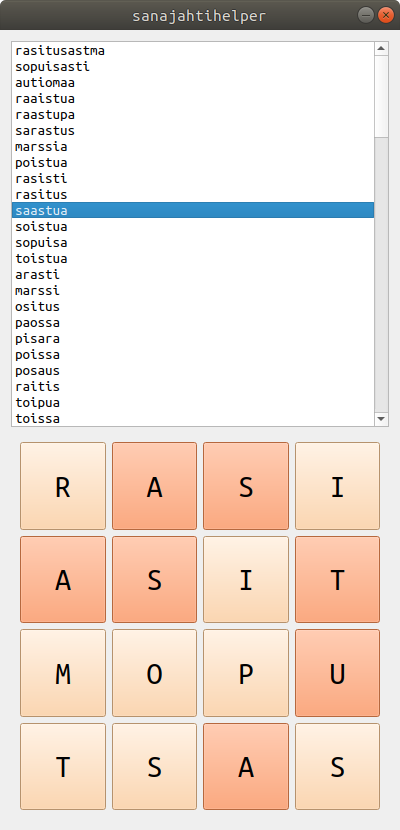 sanajahtihelper
rasitusastma
sopuisasti
autiomaa
raaistua
raastupa
sarastus
marssia
poistua
rasisti
rasitus
saastua
soistua
sopuisa
toistua
arasti
marssi
ositus
paossa
pisara
poissa
posaus
raitis
toipua
toissa
R A S I
A S I T
M O P U
T S A S